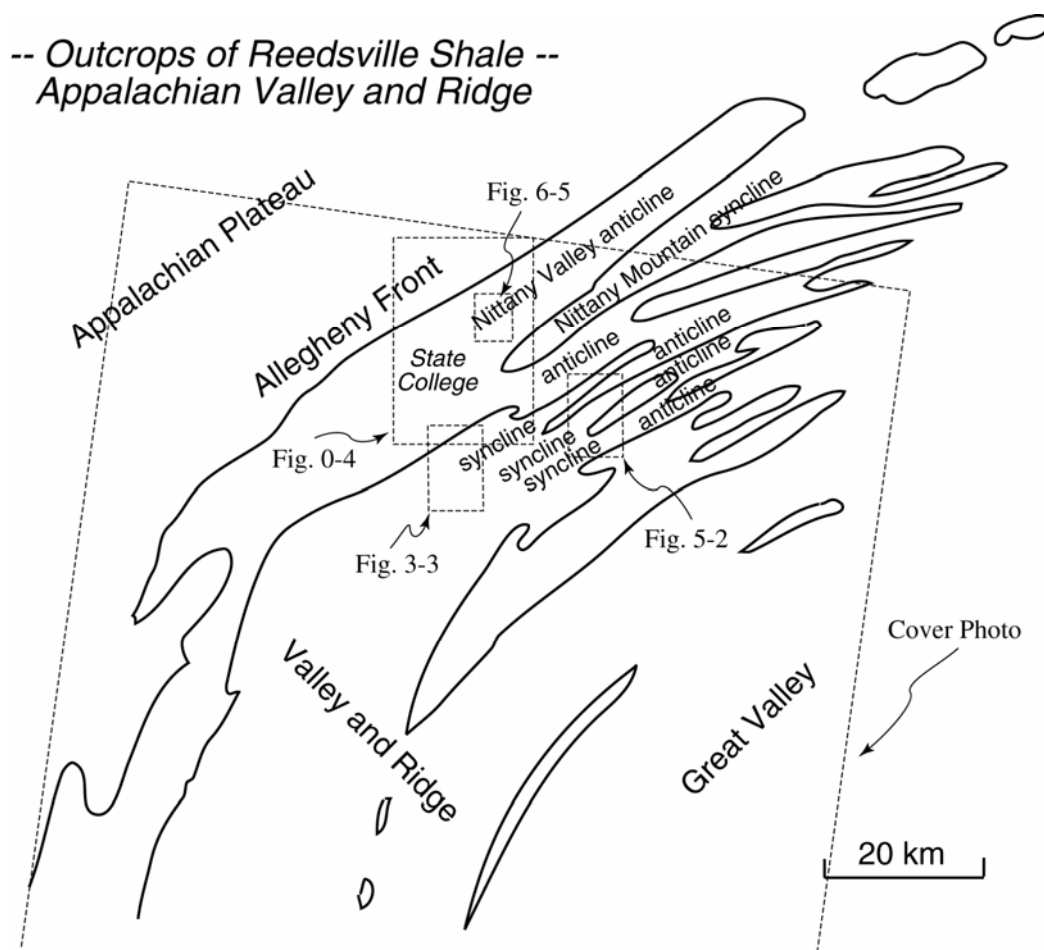 -- Outcrops of Reedsville Shale --
Appalachian Valley and Ridge
Appalachian Plateau
Fig. 6-5
Allegheny Front
Nittany Valley anticline
Nittany Mountain syncline
State
College
anticline
anticline
anticline
anticline
syncline
syncline
syncline
Fig. 0-4
Fig. 3-3
Fig. 5-2
Cover Photo
Valley and Ridge
Great Valley
20 km